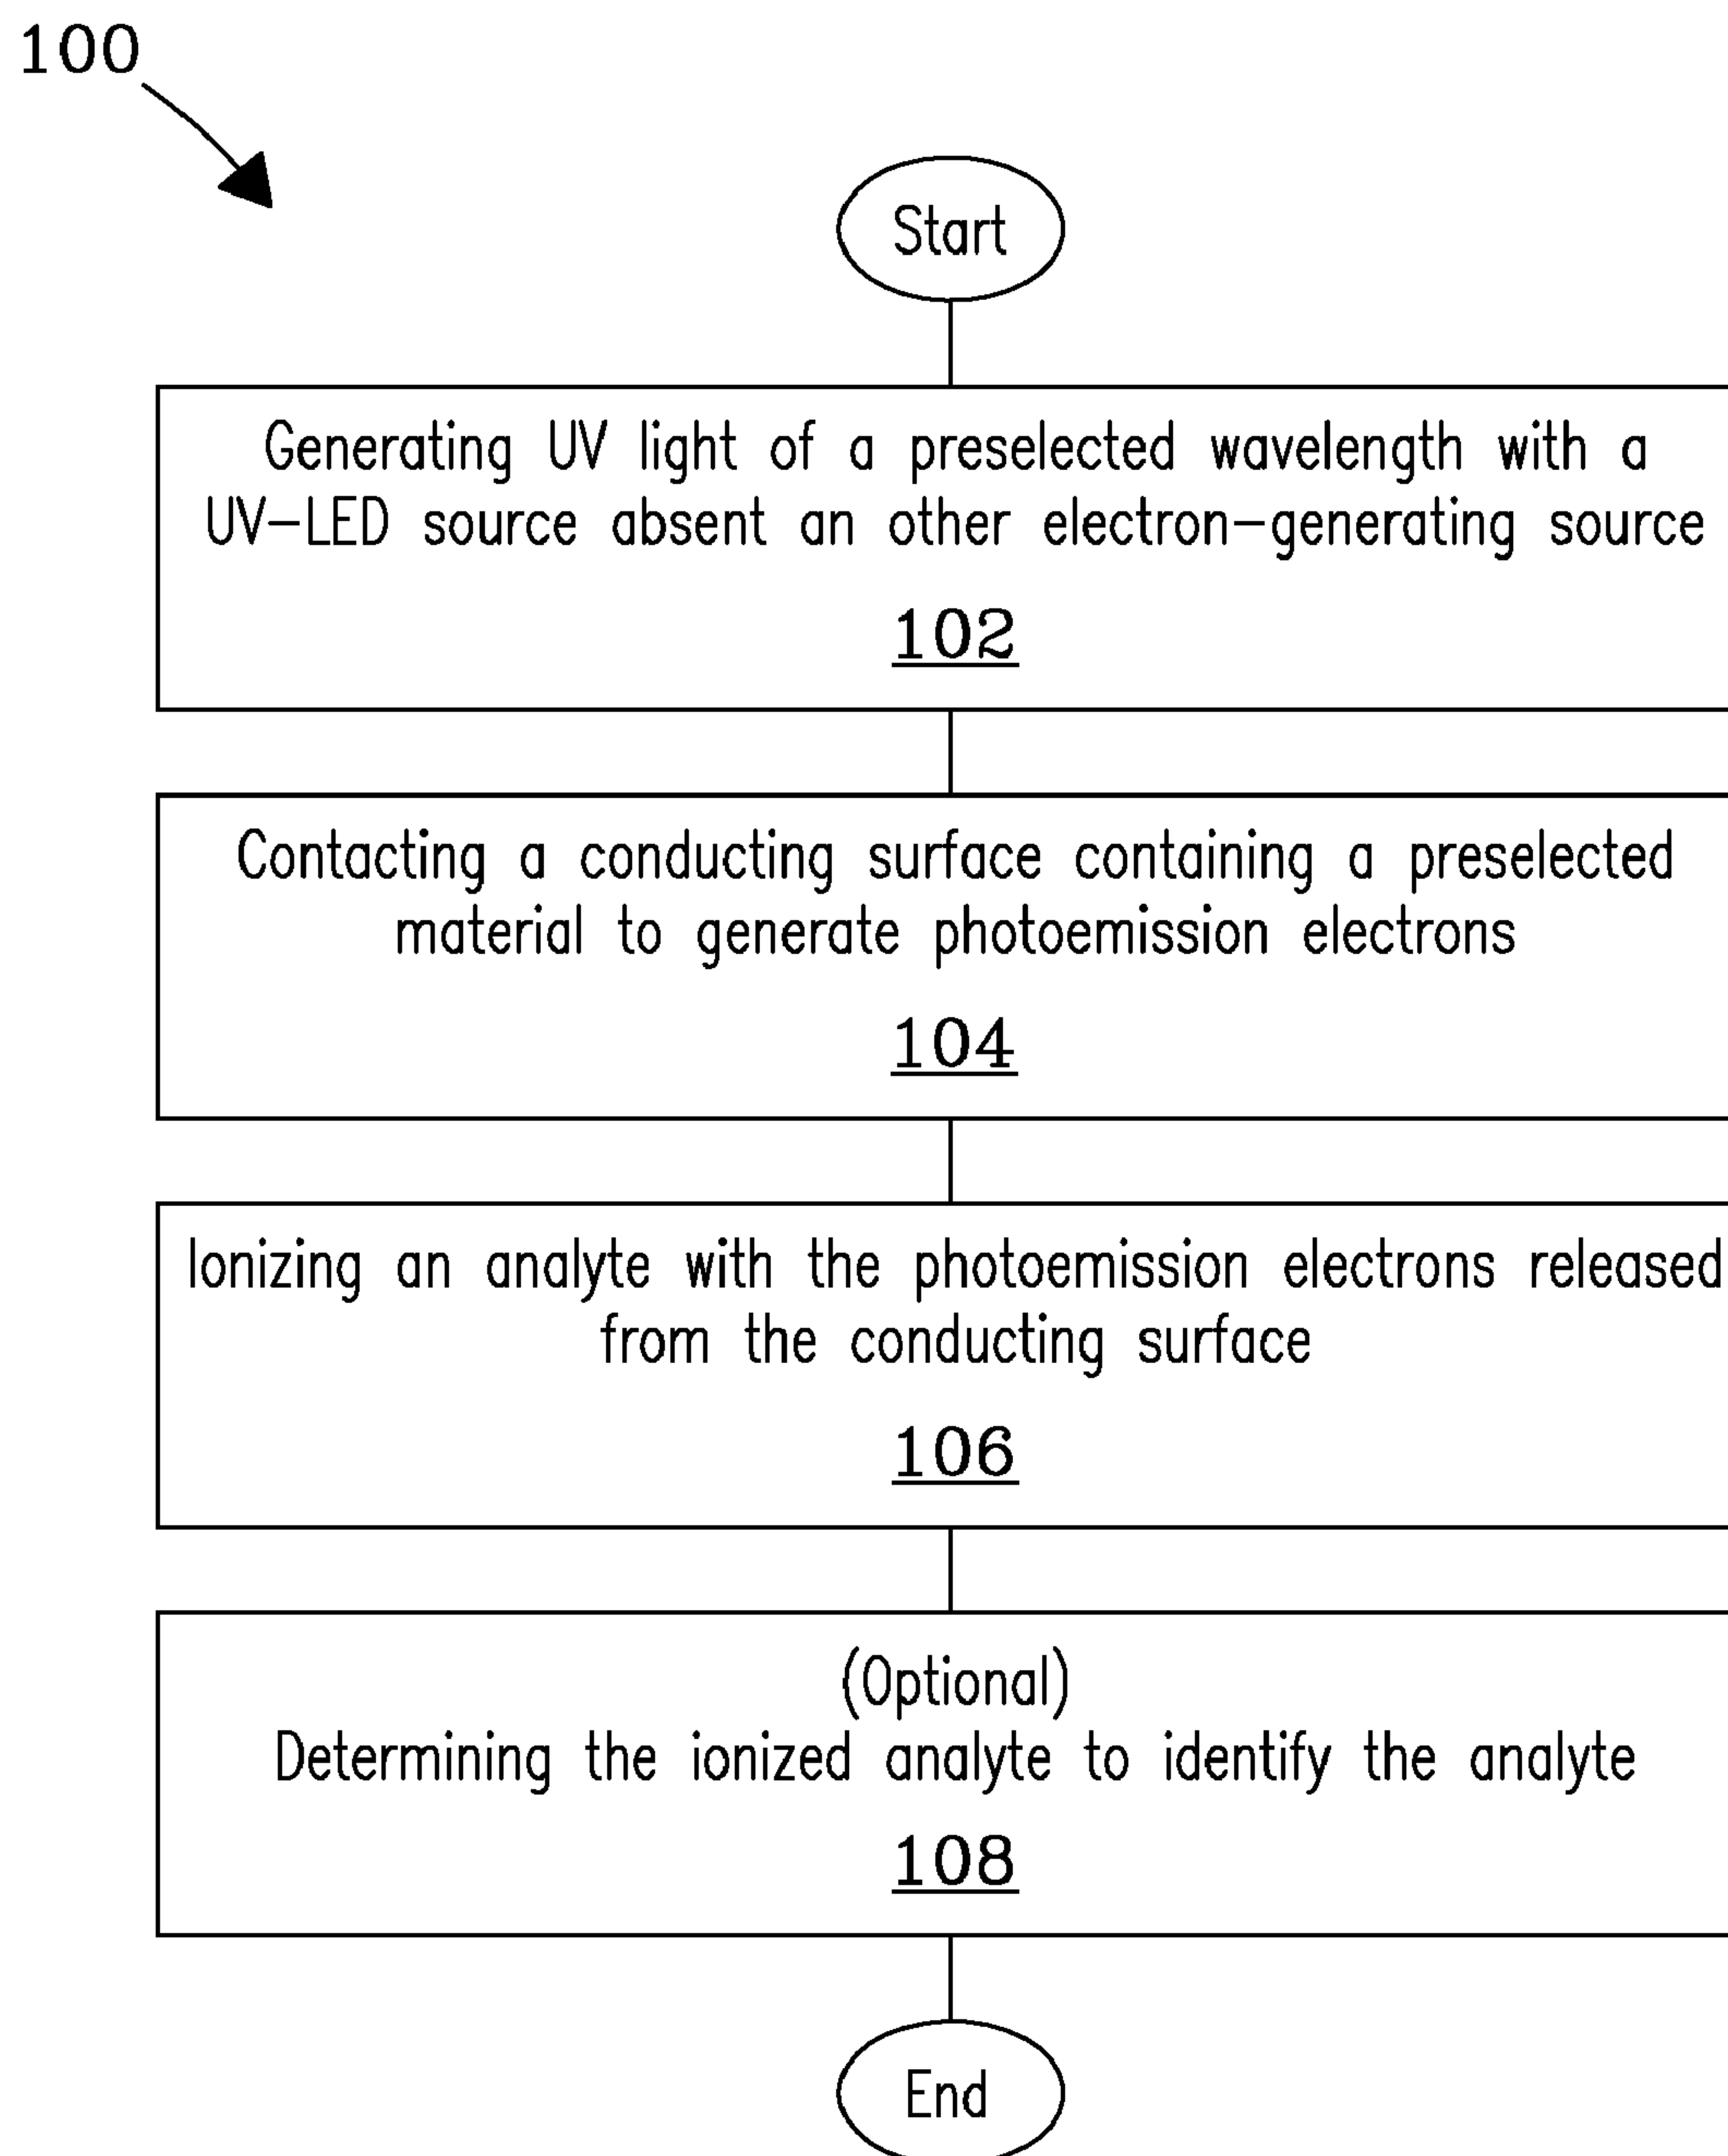 100
Start
Generating UV light of a preselected wavelength with a
UV-LED source absent an other electron-generating source
102
Contacting a conducting surface containing a preselected
material to generate photoemission electrons
104
Ionizing an analyte with the photoemission electrons released
from the conducting surface
106
(Optional)
Determining the ionized analyte to identify the analyte
108
End